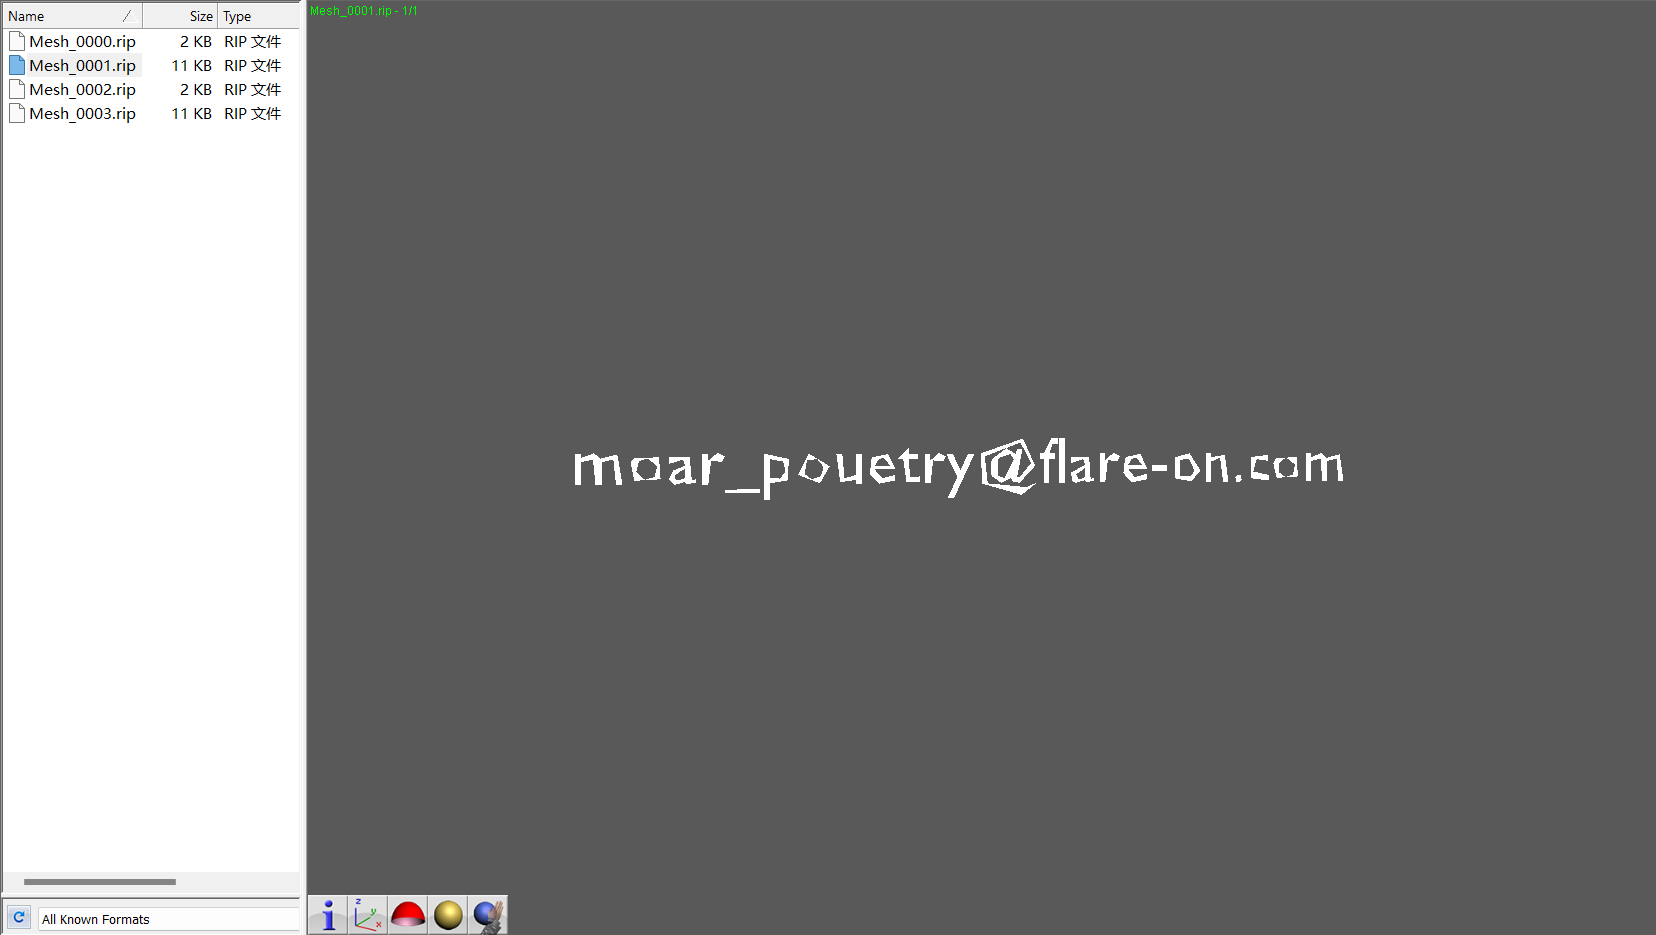 Name Size Type
Mesh_0000.rip 2 KB RIP 文件
Mesh_0001.rip 11 KB RIP 文件
Mesh_0002.rip 2 KB RIP 文件
Mesh_0003.rip 11 KB RIP 文件
Mesh_0001.rip - 1/1
moar_pouetry@flare-on.com
All Known Formats
z y x